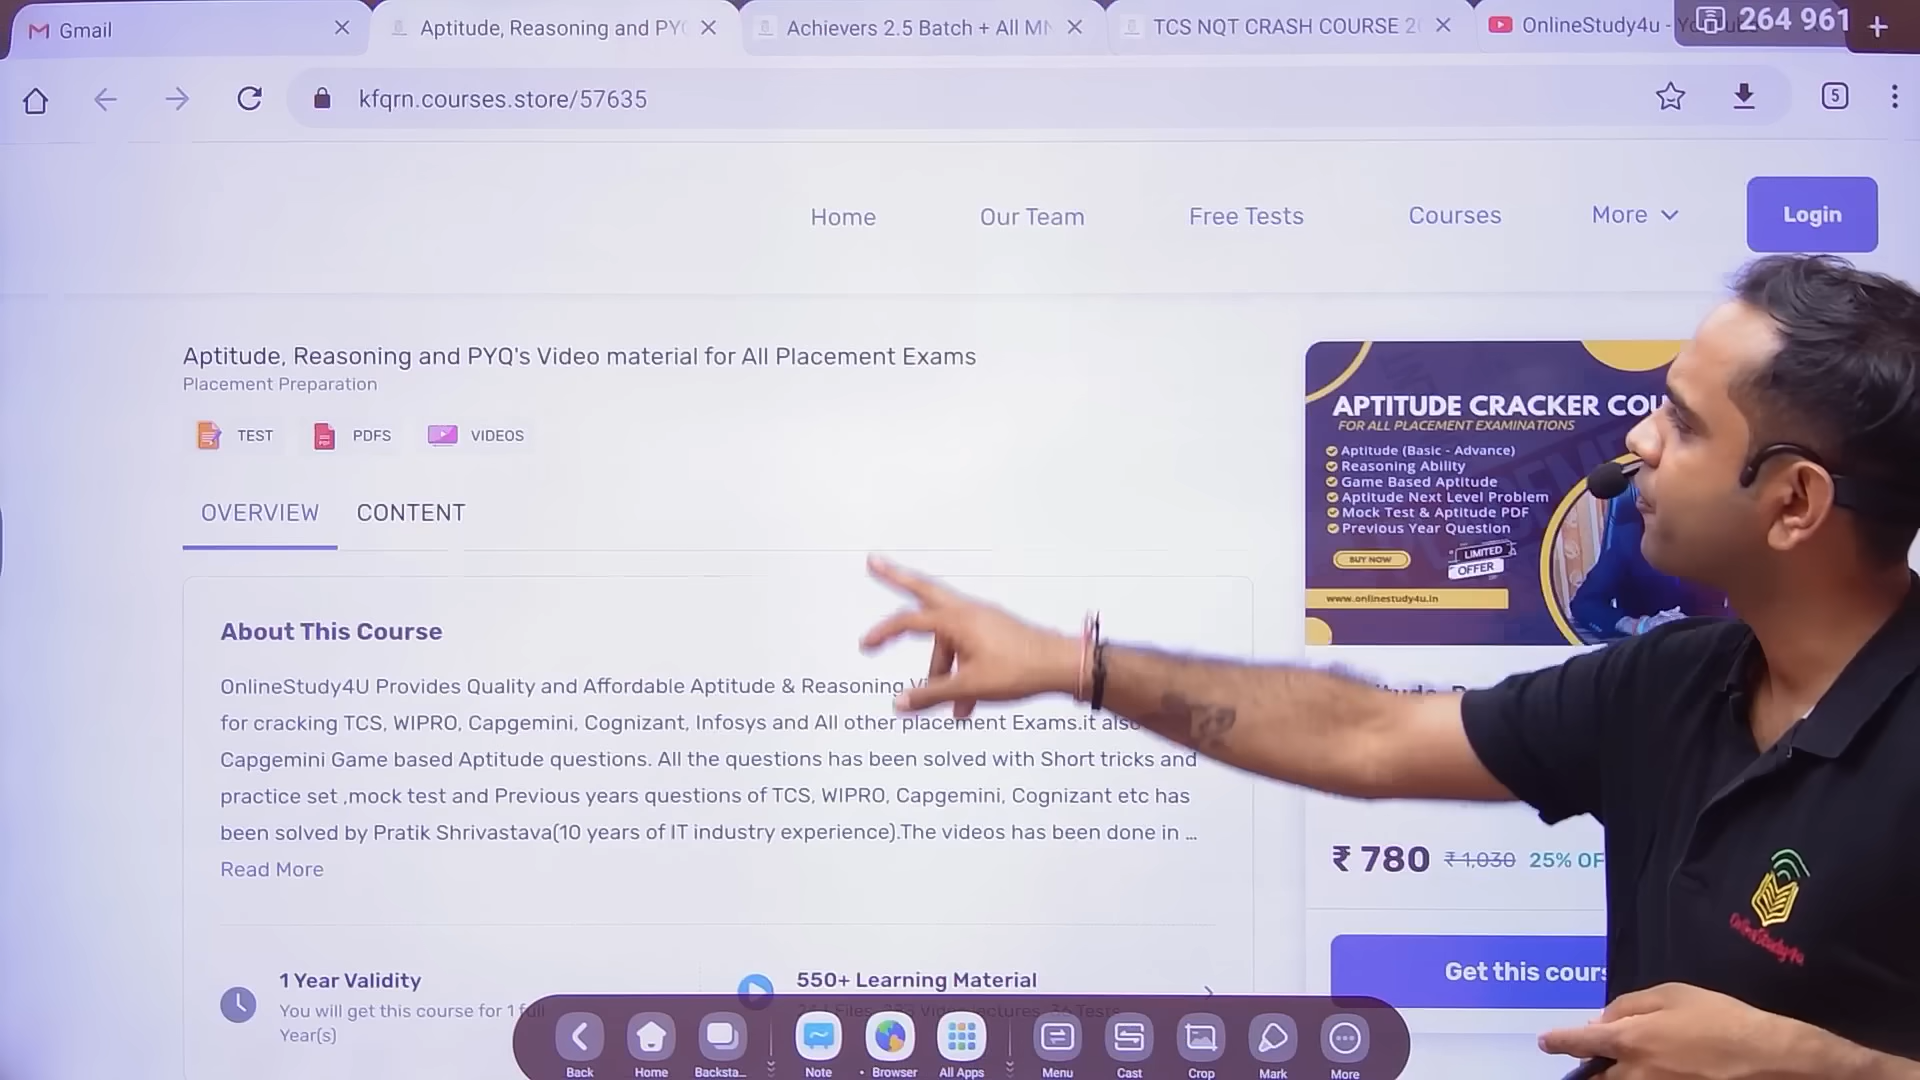 Gmail
Aptitude, Reasoning and PY
Achievers 2.5 Batch + All
TCS NQT CRASH COURSE
OnlineStudy4u -
264 961
kfqrn.courses.store/57635
5
Home
Our Team
Free Tests
Courses
More
Login
Aptitude, Reasoning and PYQ's Video material for All Placement Exams
Placement Preparation
TEST
PDFS
VIDEOS
OVERVIEW
CONTENT
APTITUDE CRACKER COU
FOR ALL PLACEMENT EXAMINATIONS
Aptitude (Basic - Advance)
Reasoning Ability
Game Based Aptitude
Aptitude Next Level Problem
Mock Test & Aptitude PDF
Previous Year Question
BUY NOW
LIMITED
OFFER
www.onlinestudy4u.in
About This Course
OnlineStudy4U Provides Quality and Affordable Aptitude & Reasoning
for cracking TCS, WIPRO, Capgemini, Cognizant, Infosys and All other placement Exams.it also
Capgemini Game based Aptitude questions. All the questions has been solved with Short tricks and
practice set ,mock test and Previous years questions of TCS, WIPRO, Capgemini, Cognizant etc has
been solved by Pratik Shrivastava(10 years of IT industry experience).The videos has been done in ...
Read More
₹ 780 ₹ 1,030 25% OF
Get this cours
1 Year Validity
You will get this course for 1 full
Year(s)
550+ Learning Material
Back
Home
Backsta...
Note
Browser
All Apps
Menu
Cast
Crop
Mark
More
OnlineStudy4u